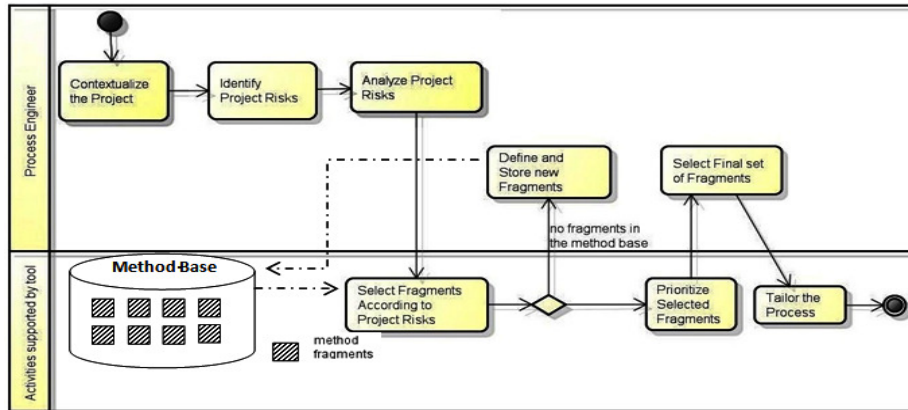 Process Engineer
Contextualize
the Project
Identify
Project Risks
Analyze Project
Risks
Define and
Store new
Fragments
Select Final set
of Fragments
no fragments in
the method base
Activities supported by tool
Method Base
method
fragments
Select Fragments
According to
Project Risks
Prioritize
Selected
Fragments
Tailor the
Process